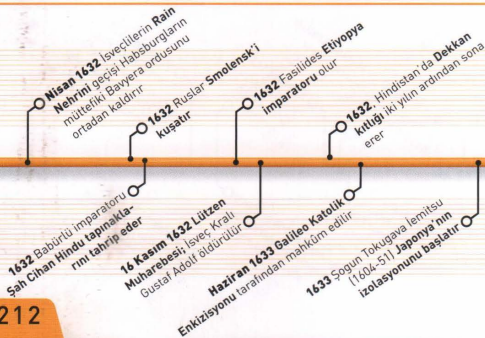 Nisan 1632 İsveçlilerin Rain
Nehrini geçişi Habsburgların
müttefiki Bavyera ordusunu
ortadan kaldırır
1632 Ruslar Smolensk'i
kuşatır
1632 Fasilides Etiyopya
imparatoru olur
1632. Hindistan'da Dekkan
kıtlığı iki yılın ardından sona
erer
1632 Babürlü imparatoru
Şah Cihan Hindu tapınakla-
rını tahrip eder
16 Kasım 1632 Lützen
Muharebesi, İsveç Kralı
Gustaf Adolf öldürülür
Haziran 1633 Galileo Katolik
Enkizisyonu tarafından mahkûm edilir
1633 Şogun Tokugava İemitsu
(1604-51) Japonya'nın
izolasyonunu başlatır
212